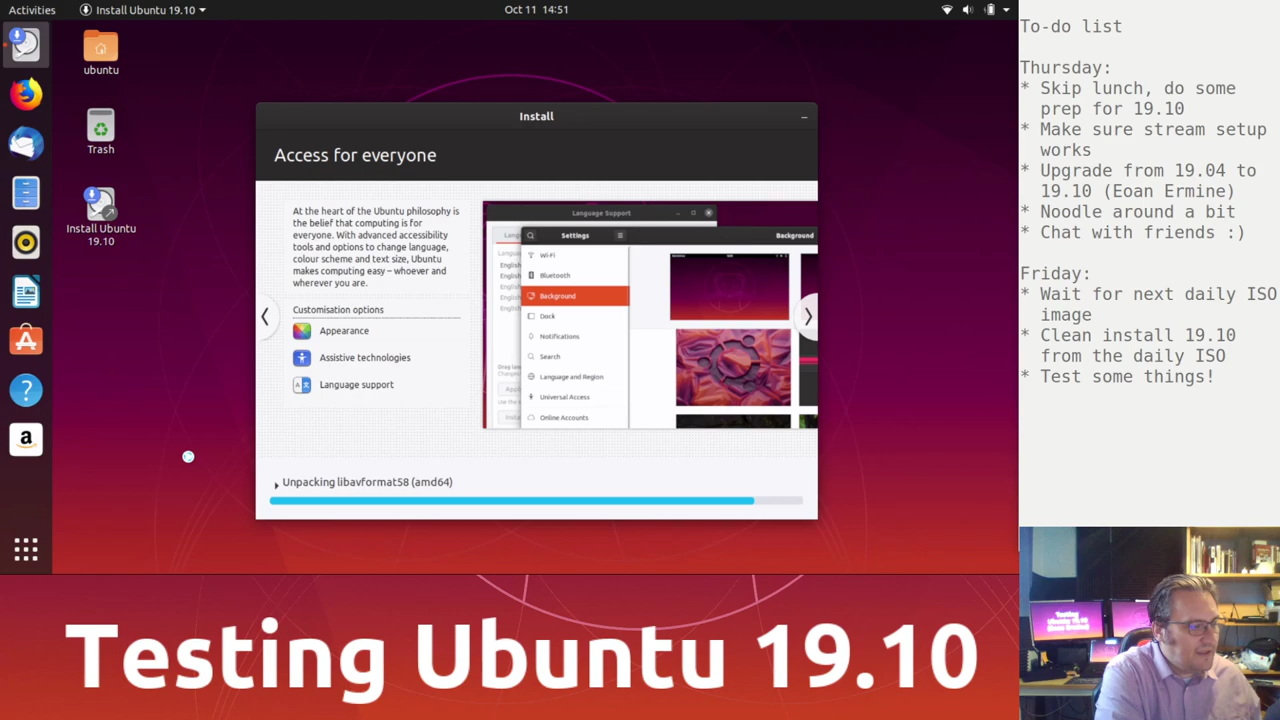 Activities
Install Ubuntu 19.10
Oct 11 14:51
ubuntu
Trash
Install Ubuntu
19.10
Install
Access for everyone
At the heart of the Ubuntu philosophy is
the belief that computing is for
everyone. With advanced accessibility
tools and options to change language,
colour scheme and text size, Ubuntu
makes computing easy – whoever and
wherever you are.
Customisation options
Appearance
Assistive technologies
Language support
Language Support
Settings
Background
Wi-Fi
Bluetooth
Background
Dock
Notifications
Search
Language and Region
Universal Access
Online Accounts
Unpacking libavformat58 (amd64)
To-do list
Thursday:
* Skip lunch, do some
prep for 19.10
* Make sure stream setup
works
* Upgrade from 19.04 to
19.10 (Eoan Ermine)
* Noodle around a bit
* Chat with friends :)
Friday:
* Wait for next daily ISO
image
* Clean install 19.10
from the daily ISO
* Test some things!
Testing Ubuntu 19.10